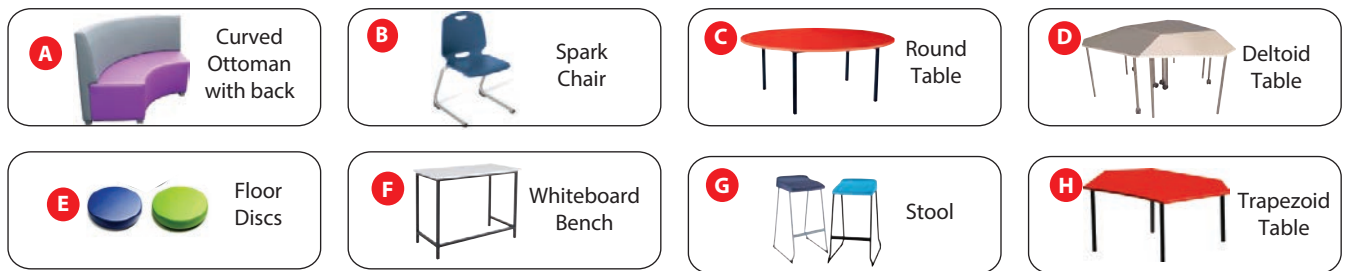 A
Curved
Ottoman
with back
B
Spark
Chair
C
Round
Table
D
Deltoid
Table
E
Floor
Discs
F
Whiteboard
Bench
G
Stool
H
Trapezoid
Table